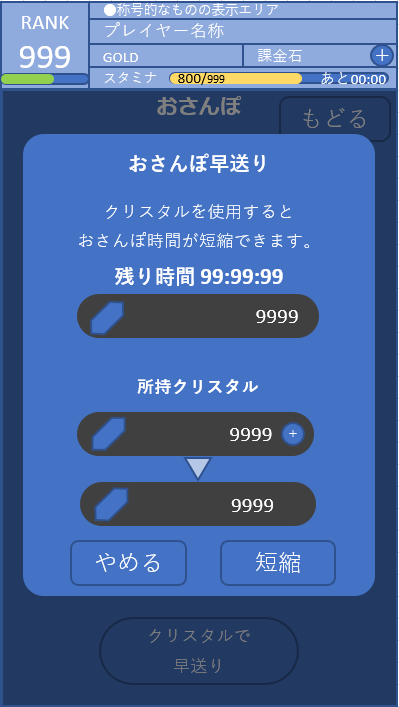 RANK
999
●称号的なものの表示エリア
プレイヤー名称
GOLD
課金石
+
スタミナ 800/999 あと00:00
おさんぽ
もどる
おさんぽ早送り
クリスタルを使用すると
おさんぽ時間が短縮できます。
残り時間 99:99:99
9999
所持クリスタル
9999 +
9999
やめる
短縮
クリスタルで
早送り